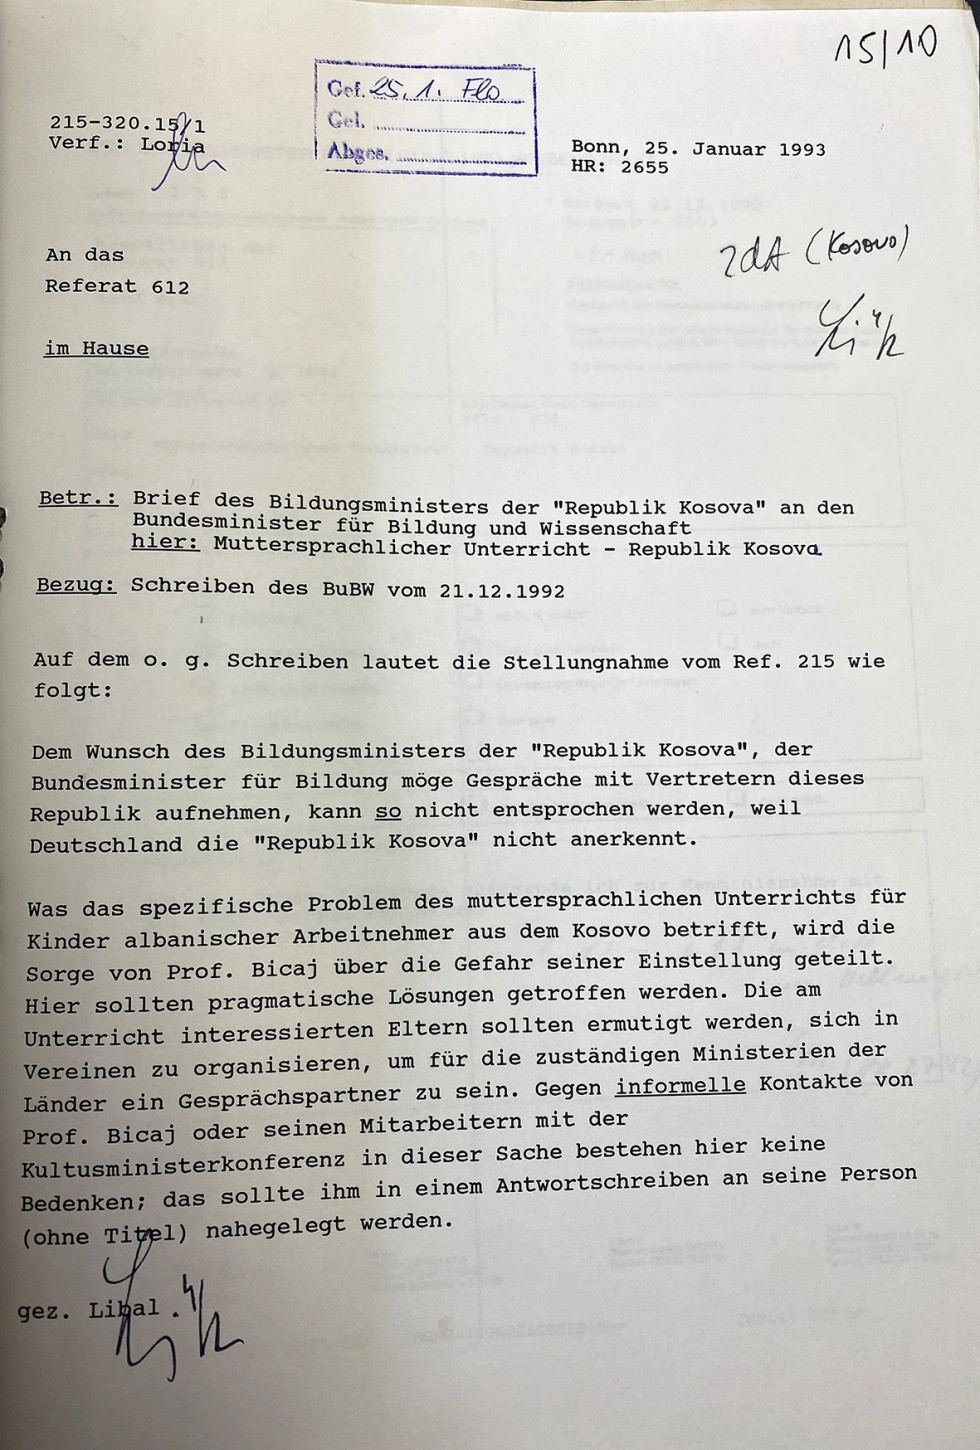 15/10
Gef. 25. 1. Flo
Gel.
Abges.
215-320.15/1
Verf.: Loria
Bonn, 25. Januar 1993
HR: 2655
An das
Referat 612
zdA (Kosovo)
im Hause
Betr.: Brief des Bildungsministers der "Republik Kosova" an den
Bundesminister für Bildung und Wissenschaft
hier: Muttersprachlicher Unterricht - Republik Kosova
Bezug: Schreiben des BuBW vom 21.12.1992
Auf dem o. g. Schreiben lautet die Stellungnahme vom Ref. 215 wie
folgt:
Dem Wunsch des Bildungsministers der "Republik Kosova", der
Bundesminister für Bildung möge Gespräche mit Vertretern dieses
Republik aufnehmen, kann so nicht entsprochen werden, weil
Deutschland die "Republik Kosova" nicht anerkennt.
Was das spezifische Problem des muttersprachlichen Unterrichts für
Kinder albanischer Arbeitnehmer aus dem Kosovo betrifft, wird die
Sorge von Prof. Bicaj über die Gefahr seiner Einstellung geteilt.
Hier sollten pragmatische Lösungen getroffen werden. Die am
Unterricht interessierten Eltern sollten ermutigt werden, sich in
Vereinen zu organisieren, um für die zuständigen Ministerien der
Länder ein Gesprächspartner zu sein. Gegen informelle Kontakte von
Prof. Bicaj oder seinen Mitarbeitern mit der
Kultusministerkonferenz in dieser Sache bestehen hier keine
Bedenken; das sollte ihm in einem Antwortschreiben an seine Person
(ohne Titel) nahegelegt werden.
gez. Libal